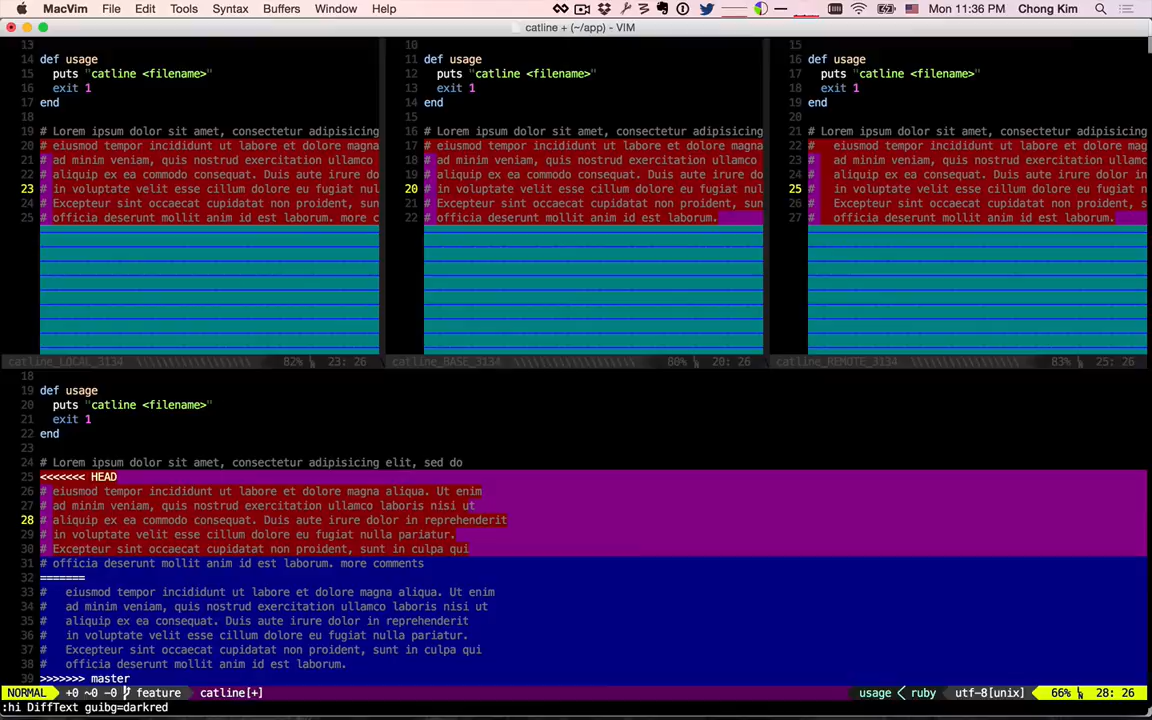 MacVim File Edit Tools Syntax Buffers Window Help Mon 11:36 PM Chong Kim
catline + (~/app) - VIM
13
14 def usage
15 puts "catline <filename>"
16 exit 1
17 end
18
19 # Lorem ipsum dolor sit amet, consectetur adipisicing
20 # eiusmod tempor incididunt ut labore et dolore magna
21 # ad minim veniam, quis nostrud exercitation ullamco
22 # aliquip ex ea commodo consequat. Duis aute irure do
23 # in voluptate velit esse cillum dolore eu fugiat nul
24 # Excepteur sint occaecat cupidatat non proident, sun
25 # officia deserunt mollit anim id est laborum. more c
catline_LOCAL_3134 82% 23: 26
10
11 def usage
12 puts "catline <filename>"
13 exit 1
14 end
15
16 # Lorem ipsum dolor sit amet, consectetur adipisicing
17 # eiusmod tempor incididunt ut labore et dolore magna
18 # ad minim veniam, quis nostrud exercitation ullamco
19 # aliquip ex ea commodo consequat. Duis aute irure do
20 # in voluptate velit esse cillum dolore eu fugiat nul
21 # Excepteur sint occaecat cupidatat non proident, sun
22 # officia deserunt mollit anim id est laborum.
catline_BASE_3134 80% 20: 26
15
16 def usage
17 puts "catline <filename>"
18 exit 1
19 end
20
21 # Lorem ipsum dolor sit amet, consectetur adipisicing
22 # eiusmod tempor incididunt ut labore et dolore mag
23 # ad minim veniam, quis nostrud exercitation ullamc
24 # aliquip ex ea consequat. Duis aute irure dolor in
25 # in voluptate velit esse cillum dolore eu fugiat n
26 # Excepteur sint occaecat cupidatat non proident, s
27 # officia deserunt mollit anim id est laborum.
catline_REMOTE_3134 83% 25: 26
18
19 def usage
20 puts "catline <filename>"
21 exit 1
22 end
23
24 # Lorem ipsum dolor sit amet, consectetur adipisicing elit, sed do
25 <<<<<<< HEAD
26 # eiusmod tempor incididunt ut labore et dolore magna aliqua. Ut enim
27 # ad minim veniam, quis nostrud exercitation ullamco laboris nisi ut
28 # aliquip ex ea commodo consequat. Duis aute irure dolor in reprehenderit
29 # in voluptate velit esse cillum dolore eu fugiat nulla pariatur.
30 # Excepteur sint occaecat cupidatat non proident, sunt in culpa qui
31 # officia deserunt mollit anim id est laborum. more comments
32 =======
33 # eiusmod tempor incididunt ut labore et dolore magna aliqua. Ut enim
34 # ad minim veniam, quis nostrud exercitation ullamco laboris nisi ut
35 # aliquip ex ea consequat. Duis aute irure dolor in reprehenderit
36 # in voluptate velit esse cillum dolore eu fugiat nulla pariatur.
37 # Excepteur sint occaecat cupidatat non proident, sunt in culpa qui
38 # officia deserunt mollit anim id est laborum.
39 >>>>>>> master
NORMAL +0 ~0 -0 feature catline[+] usage < ruby utf-8[unix] 66% 28: 26
:hi DiffText guibg=darkred